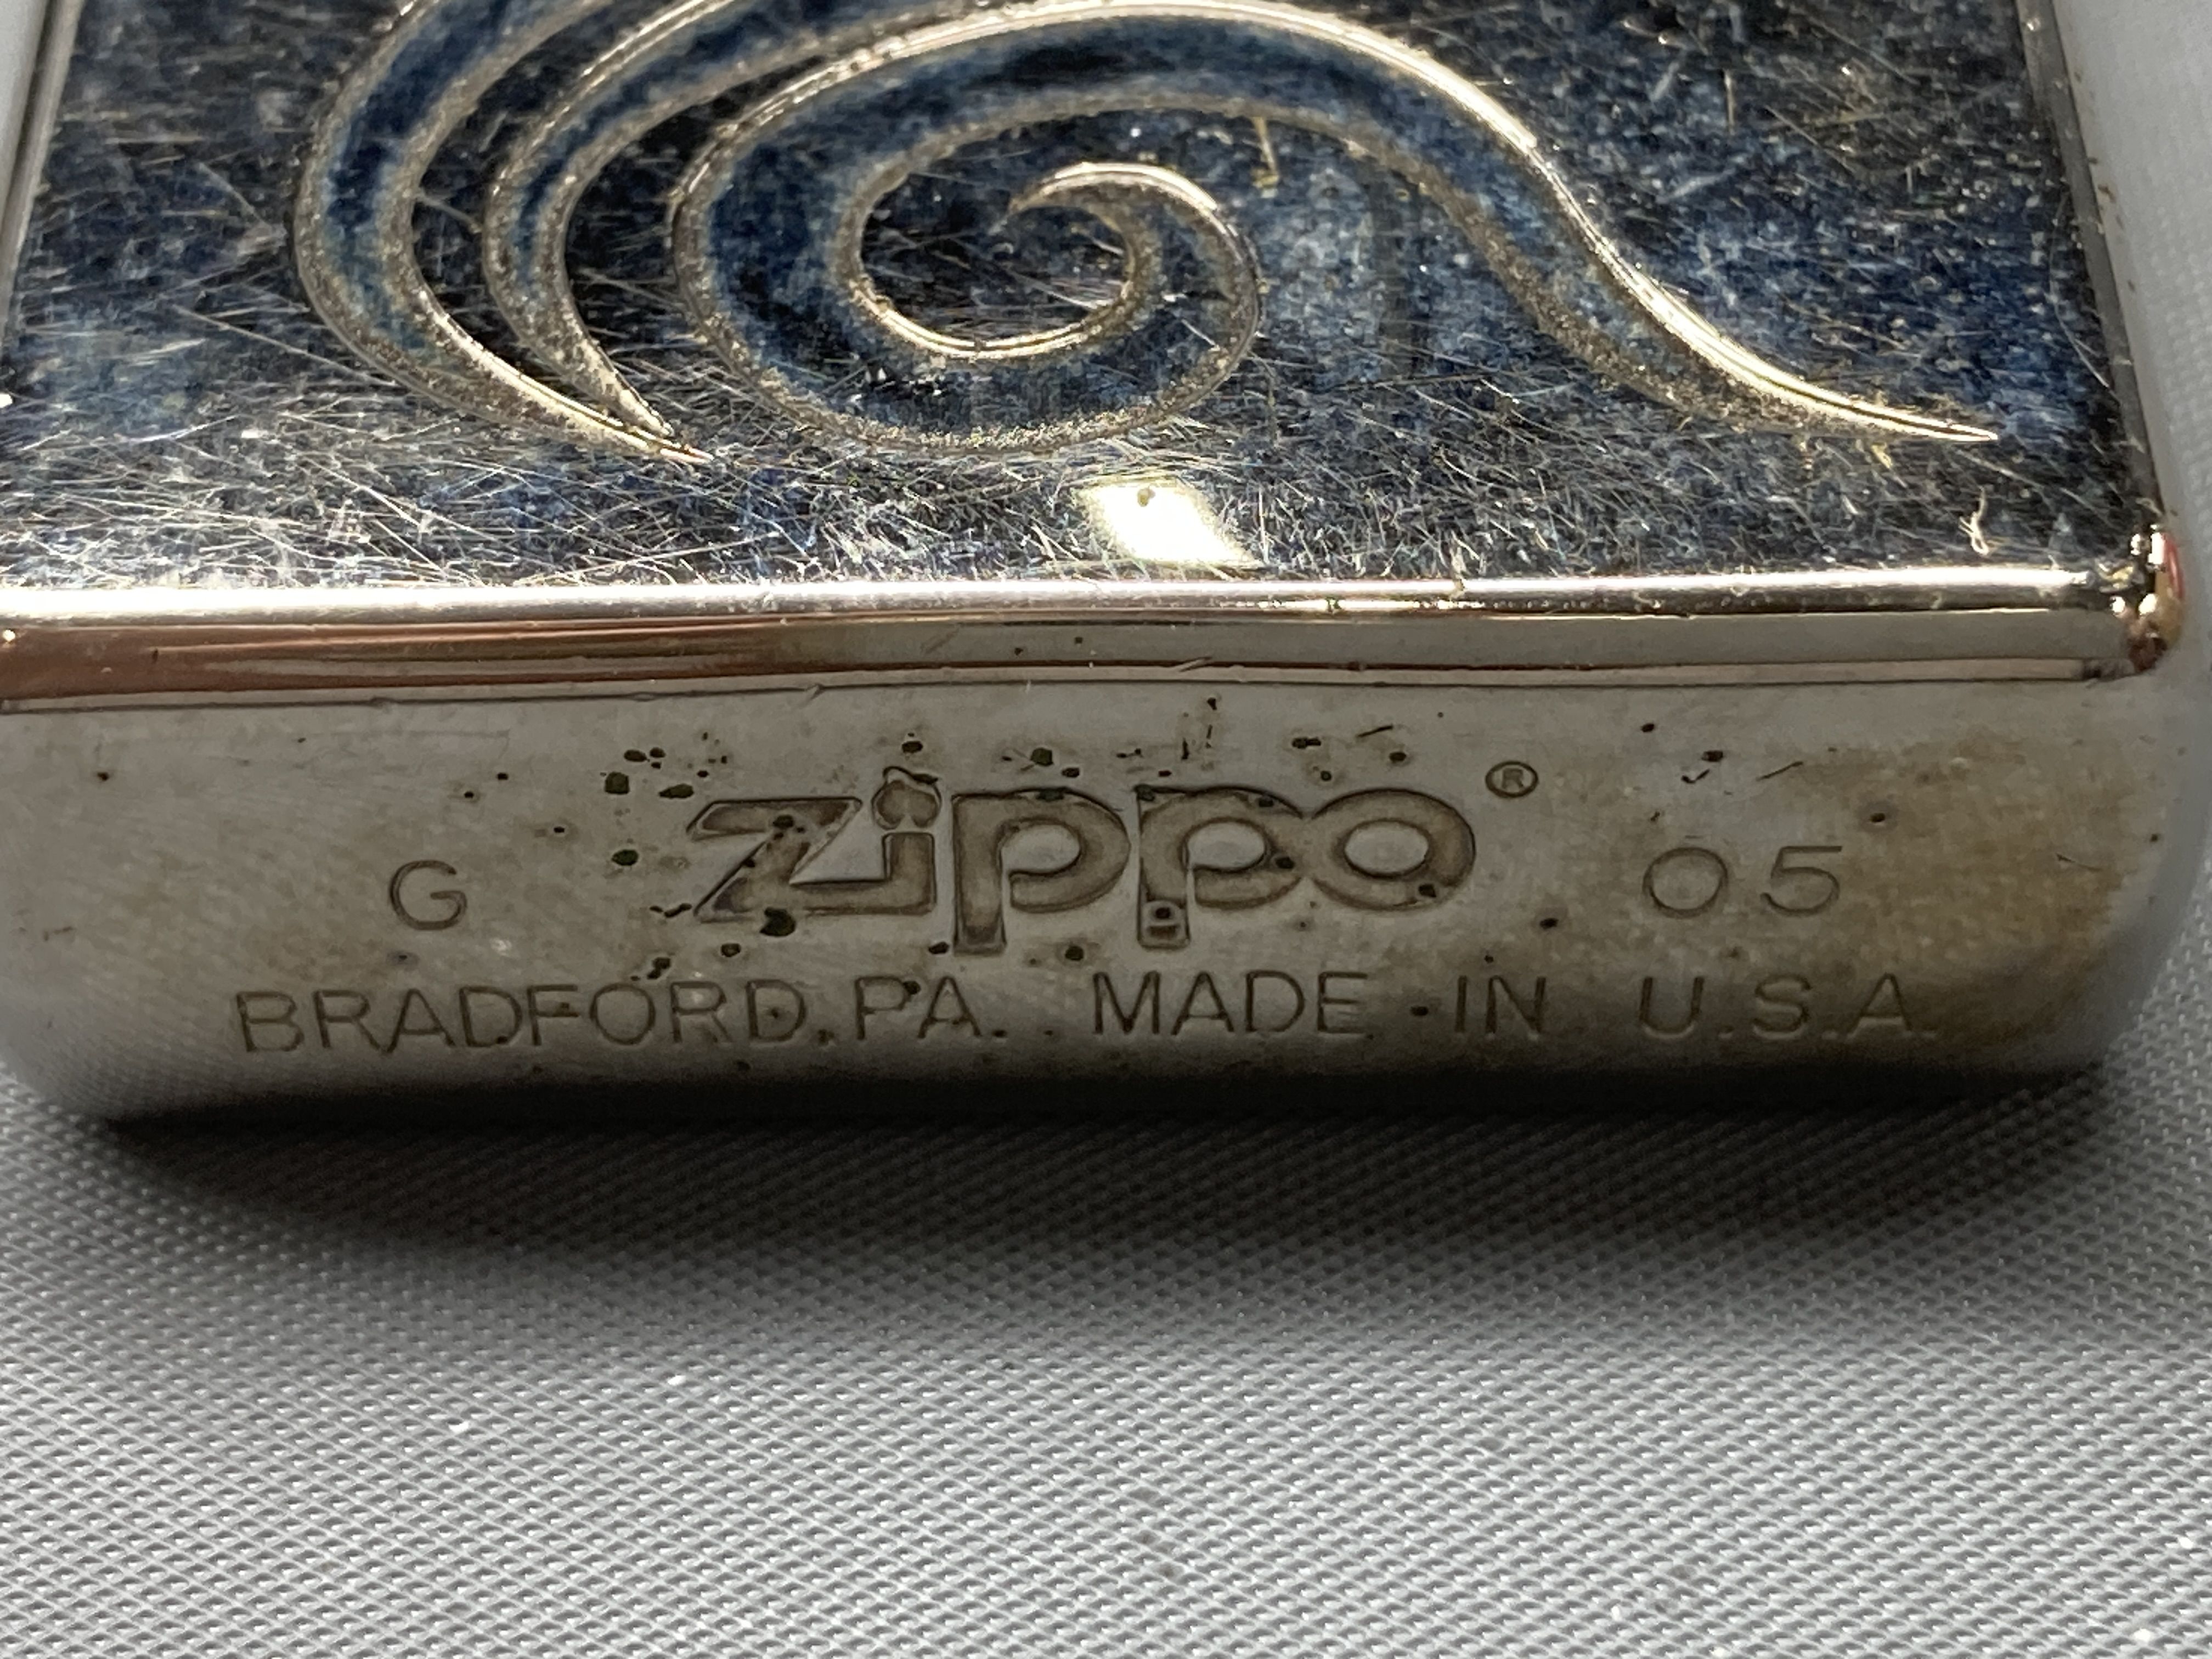 G zippo ® 05
BRADFORD, PA. MADE IN U.S.A.